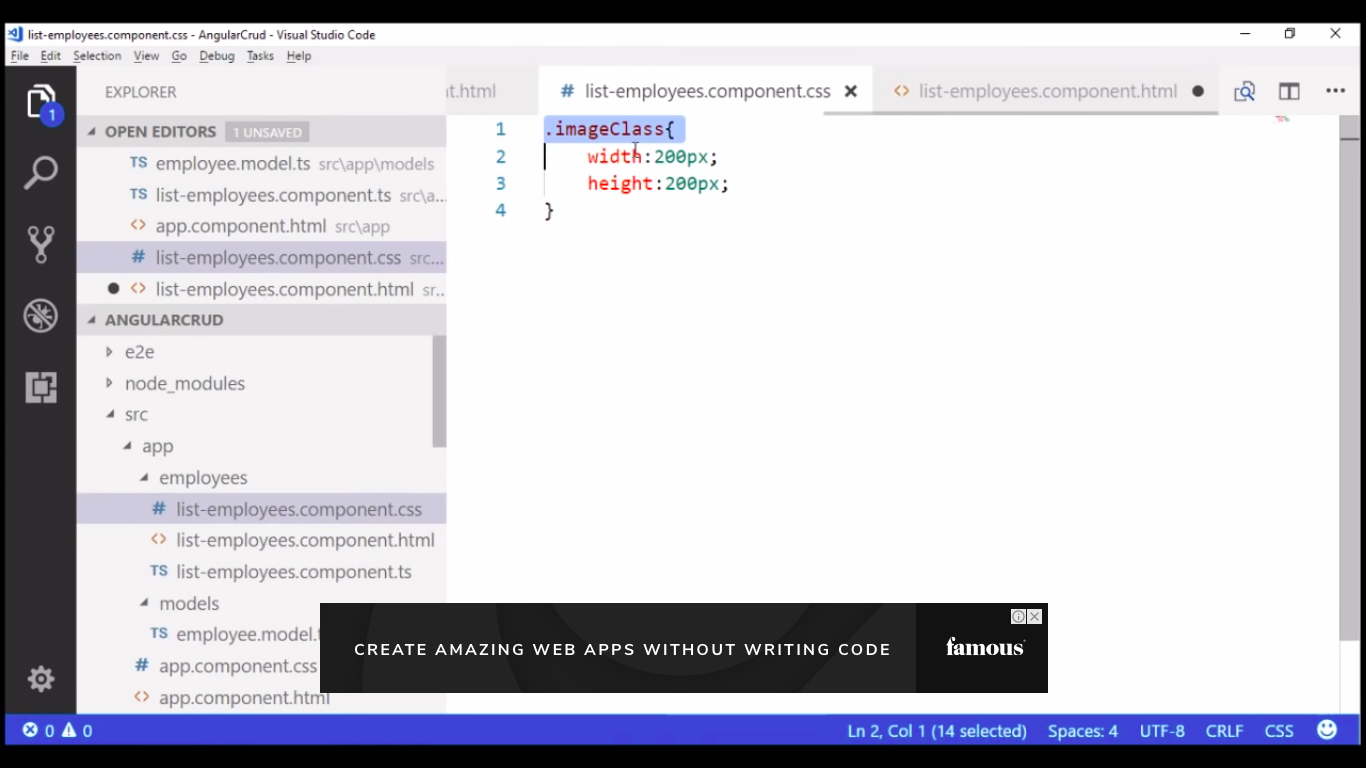 list-employees.component.css - AngularCrud - Visual Studio Code
File Edit Selection View Go Debug Tasks Help
EXPLORER
1
OPEN EDITORS 1 UNSAVED
TS employee.model.ts src\app\models
TS list-employees.component.ts src\a...
<> app.component.html src\app
# list-employees.component.css src...
<> list-employees.component.html sr...
ANGULARCRUD
e2e
node_modules
src
app
employees
# list-employees.component.css
<> list-employees.component.html
TS list-employees.component.ts
models
TS employee.model.t
# app.component.css
<> app.component.html
t.html # list-employees.component.css <> list-employees.component.html
1 .imageClass{
2 width:200px;
3 height:200px;
4 }
CREATE AMAZING WEB APPS WITHOUT WRITING CODE
famous
0 0 Ln 2, Col 1 (14 selected) Spaces: 4 UTF-8 CRLF CSS